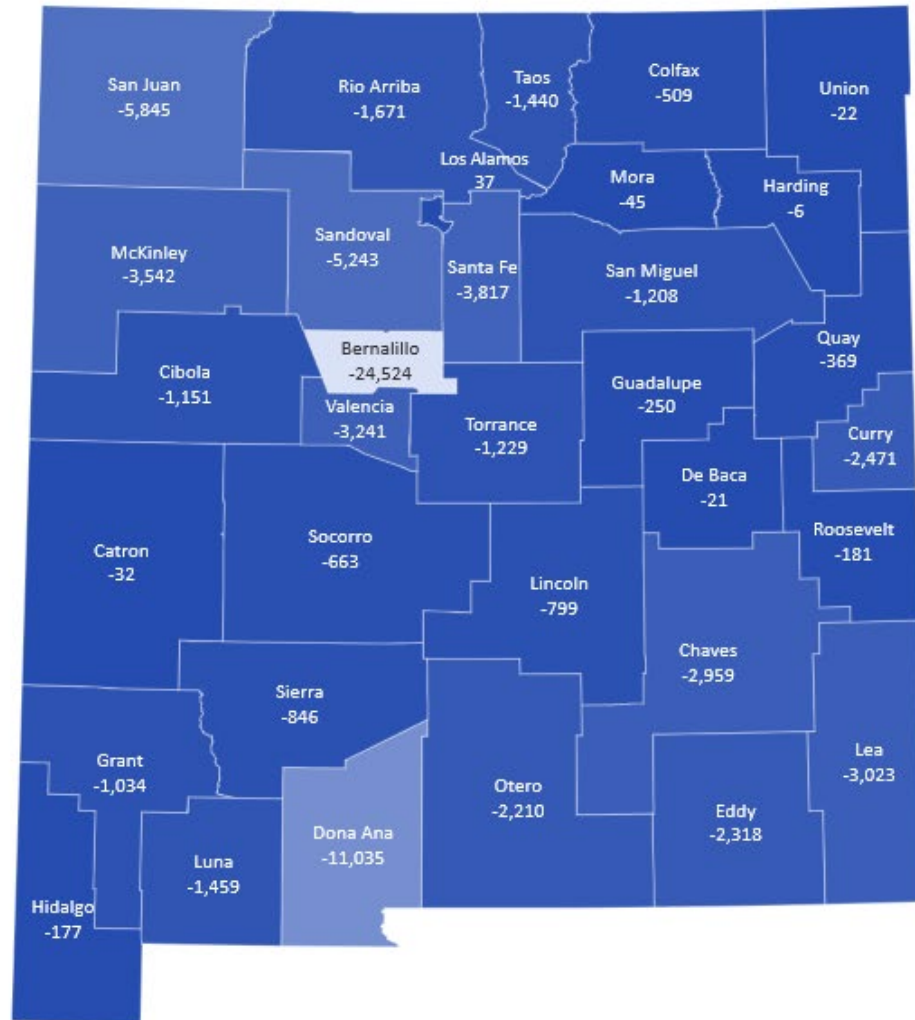 San Juan
-5,845
Rio Arriba
-1,671
Taos
-1,440
Colfax
-509
Union
-22
Los Alamos
37
Mora
-45
Harding
-6
McKinley
-3,542
Sandoval
-5,243
Santa Fe
-3,817
San Miguel
-1,208
Quay
-369
Bernalillo
-24,524
Cibola
-1,151
Guadalupe
-250
Valencia
-3,241
Torrance
-1,229
Curry
-2,471
De Baca
-21
Roosevelt
-181
Catron
-32
Socorro
-663
Lincoln
-799
Chaves
-2,959
Sierra
-846
Lea
-3,023
Grant
-1,034
Otero
-2,210
Eddy
-2,318
Dona Ana
-11,035
Luna
-1,459
Hidalgo
-177